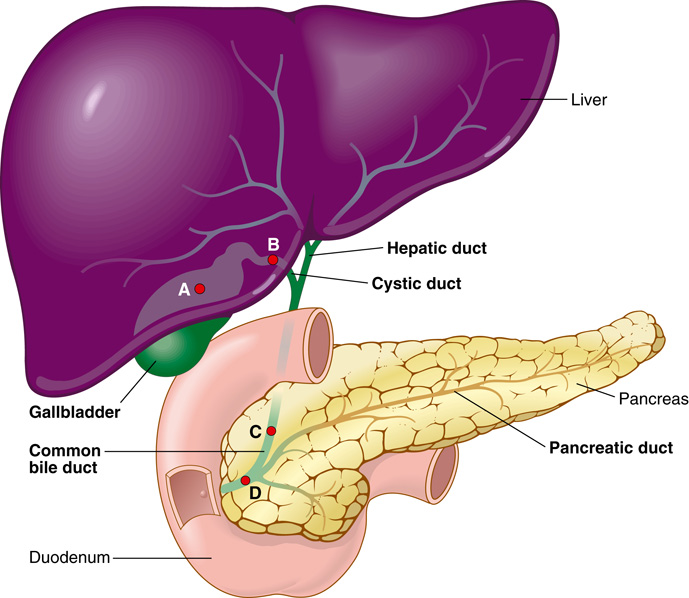 Liver
B
Hepatic duct
A
Cystic duct
Gallbladder
Pancreas
C
Common
bile duct
Pancreatic duct
D
Duodenum